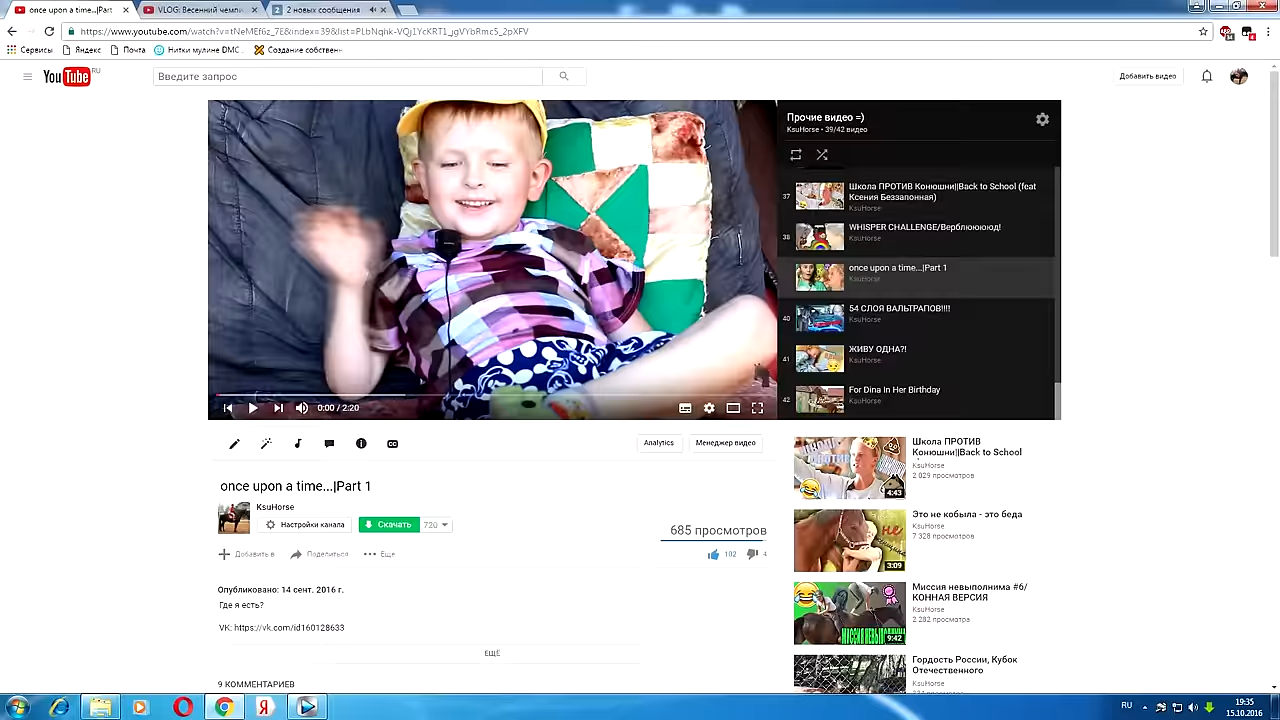 once upon a time...|Part
VLOG: Весенний чемпи
2 новых сообщения
https://www.youtube.com/watch?v=tNeMEf6z_7E&index=39&list=PLbNqhk-VQj1YcKRT1_jgVYbRmc5_2pXFV
Сервисы
Яндекс
Почта
Нитки мулине DMC
Создание собствен
YouTube RU
Введите запрос
Добавить видео
Прочие видео =)
KsuHorse • 39/42 видео
37
Школа ПРОТИВ Конюшни||Back to School (feat
Ксения Беззапонная)
KsuHorse
38
WHISPER CHALLENGE/Верблюююю​д!
KsuHorse
once upon a time...|Part 1
KsuHorse
40
54 СЛОЯ ВАЛЬТРАПОВ!!!!
KsuHorse
41
ЖИВУ ОДНА?!
KsuHorse
42
For Dina In Her Birthday
KsuHorse
0:00 / 2:20
Analytics
Менеджер видео
once upon a time...|Part 1
KsuHorse
Настройки канала
Скачать
720
685 просмотров
Добавить в
Поделиться
Еще
102
4
Опубликовано: 14 сент. 2016 г.
Где я есть?
VK: https://vk.com/id160128633
ЕЩЁ
9 КОММЕНТАРИЕВ
Школа ПРОТИВ
Конюшни||Back to School
KsuHorse
2 029 просмотров
4:43
Это не кобыла - это беда
KsuHorse
7 328 просмотров
3:09
Миссия невыполнима #6/
КОННАЯ ВЕРСИЯ
KsuHorse
2 282 просмотра
9:42
Гордость России, Кубок
Отечественного
KsuHorse
RU
19:35
15.10.2016